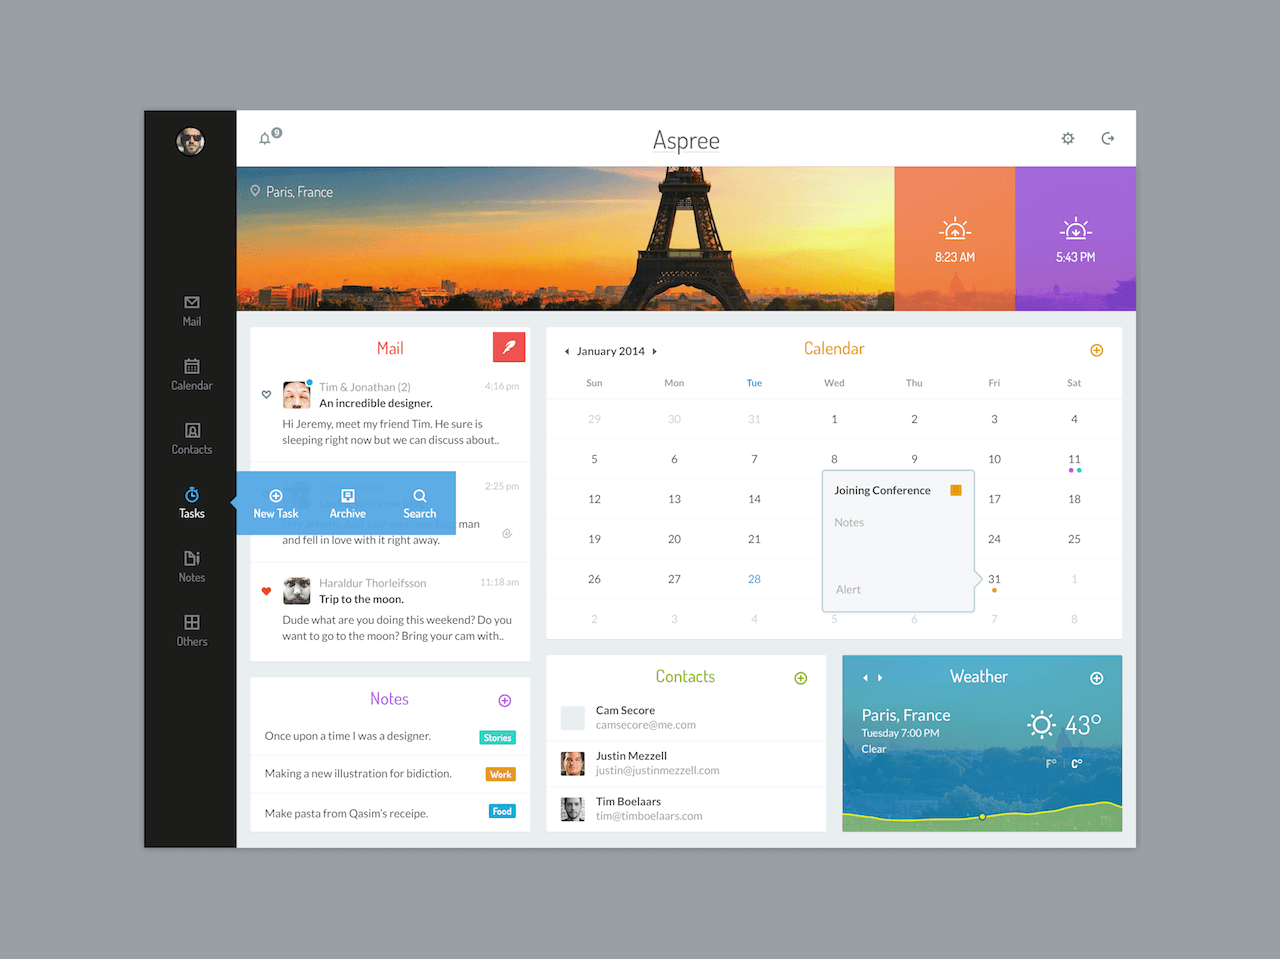 9
Aspree
Paris, France
8:23 AM
5:43 PM
Mail
Calendar
Contacts
Tasks
Notes
Others
New Task
Archive
Search
Mail
Tim & Jonathan (2)
4:16 pm
An incredible designer.
Hi Jeremy, meet my friend Tim. He sure is
sleeping right now but we can discuss about..
2:25 pm
man
and fell in love with it right away.
Haraldur Thorleifsson
11:18 am
Trip to the moon.
Dude what are you doing this weekend? Do you
want to go to the moon? Bring your cam with..
January 2014
Calendar
Sun Mon Tue Wed Thu Fri Sat
29 30 31 1 2 3 4
5 6 7 8 9 10 11
12 13 14 17 18
19 20 21 24 25
26 27 28 31 1
2 3 4 5 6 7 8
Joining Conference
Notes
Alert
Notes
Once upon a time I was a designer.
Stories
Making a new illustration for bidiction.
Work
Make pasta from Qasim's receipe.
Food
Contacts
Cam Secore
camsecore@me.com
Justin Mezzell
justin@justinmezzell.com
Tim Boelaars
tim@timboelaars.com
Weather
Paris, France
Tuesday 7:00 PM
Clear
43°
F° C°